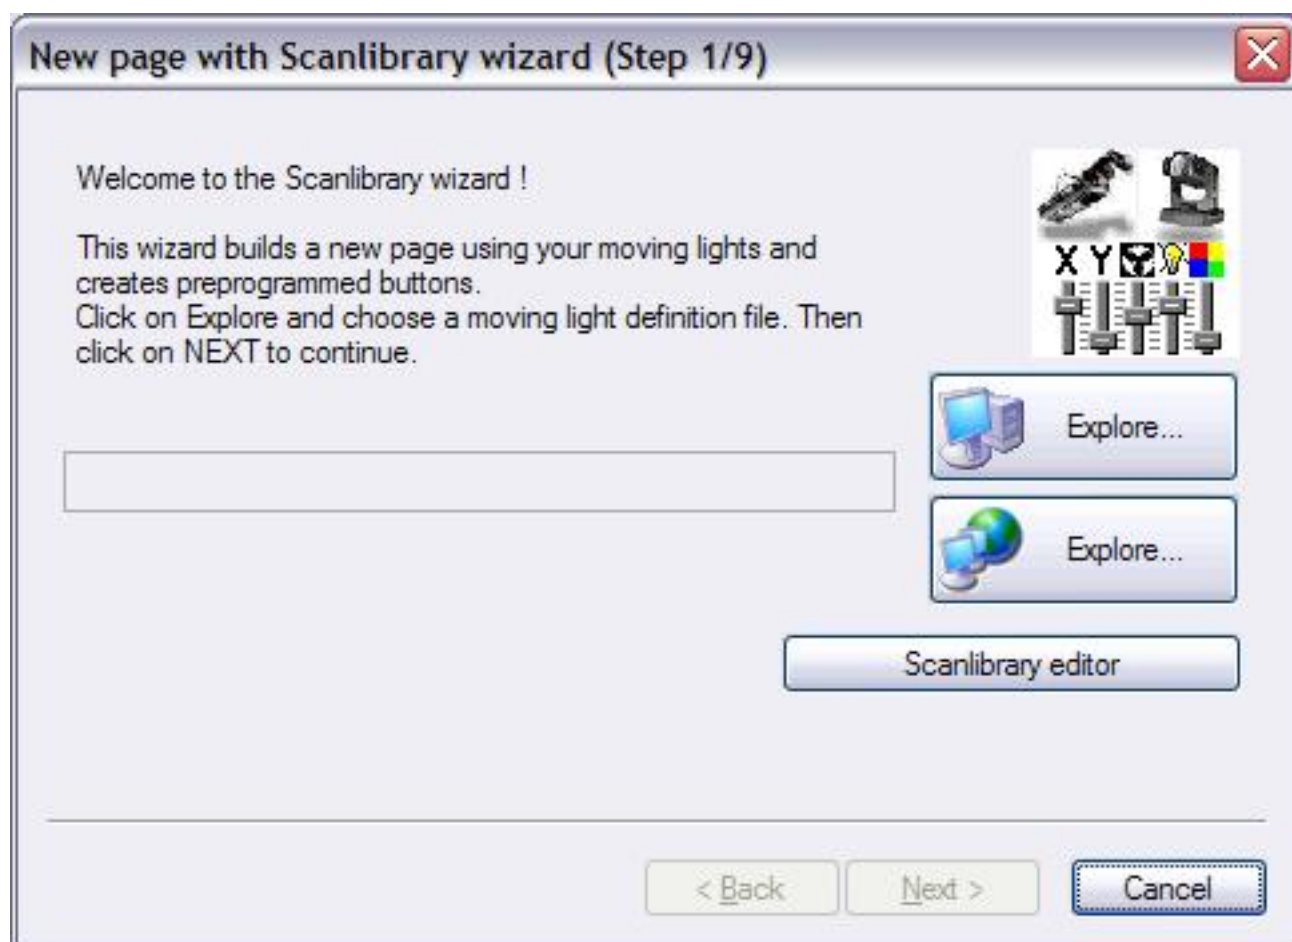 New page with Scanlibrary wizard (Step 1/9)
Welcome to the Scanlibrary wizard !
This wizard builds a new page using your moving lights and
creates preprogrammed buttons.
Click on Explore and choose a moving light definition file. Then
click on NEXT to continue.
X Y
Explore...
Explore...
Scanlibrary editor
< Back
Next >
Cancel